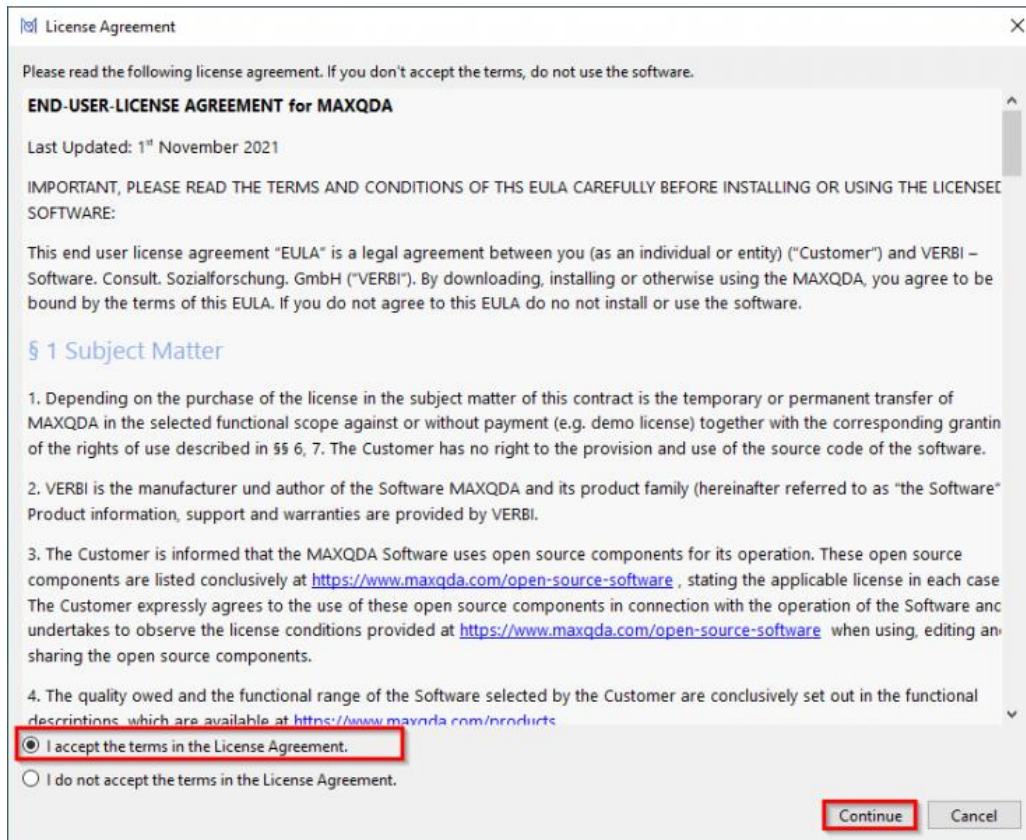 License Agreement
Please read the following license agreement. If you don't accept the terms, do not use the software.
END-USER-LICENSE AGREEMENT for MAXQDA
Last Updated: 1st November 2021
IMPORTANT, PLEASE READ THE TERMS AND CONDITIONS OF THS EULA CAREFULLY BEFORE INSTALLING OR USING THE LICENSED
SOFTWARE:
This end user license agreement "EULA" is a legal agreement between you (as an individual or entity) ("Customer") and VERBI –
Software. Consult. Sozialforschung. GmbH ("VERBI"). By downloading, installing or otherwise using the MAXQDA, you agree to be
bound by the terms of this EULA. If you do not agree to this EULA do no not install or use the software.
§ 1 Subject Matter
1. Depending on the purchase of the license in the subject matter of this contract is the temporary or permanent transfer of
MAXQDA in the selected functional scope against or without payment (e.g. demo license) together with the corresponding grantin
of the rights of use described in §§ 6, 7. The Customer has no right to the provision and use of the source code of the software.
2. VERBI is the manufacturer und author of the Software MAXQDA and its product family (hereinafter referred to as "the Software"
Product information, support and warranties are provided by VERBI.
3. The Customer is informed that the MAXQDA Software uses open source components for its operation. These open source
components are listed conclusively at https://www.maxqda.com/open-source-software , stating the applicable license in each case
The Customer expressly agrees to the use of these open source components in connection with the operation of the Software and
undertakes to observe the license conditions provided at https://www.maxqda.com/open-source-software when using, editing an
sharing the open source components.
4. The quality owed and the functional range of the Software selected by the Customer are conclusively set out in the functional
descriptions, which are available at https://www.maxqda.com/products
I accept the terms in the License Agreement.
I do not accept the terms in the License Agreement.
Continue Cancel